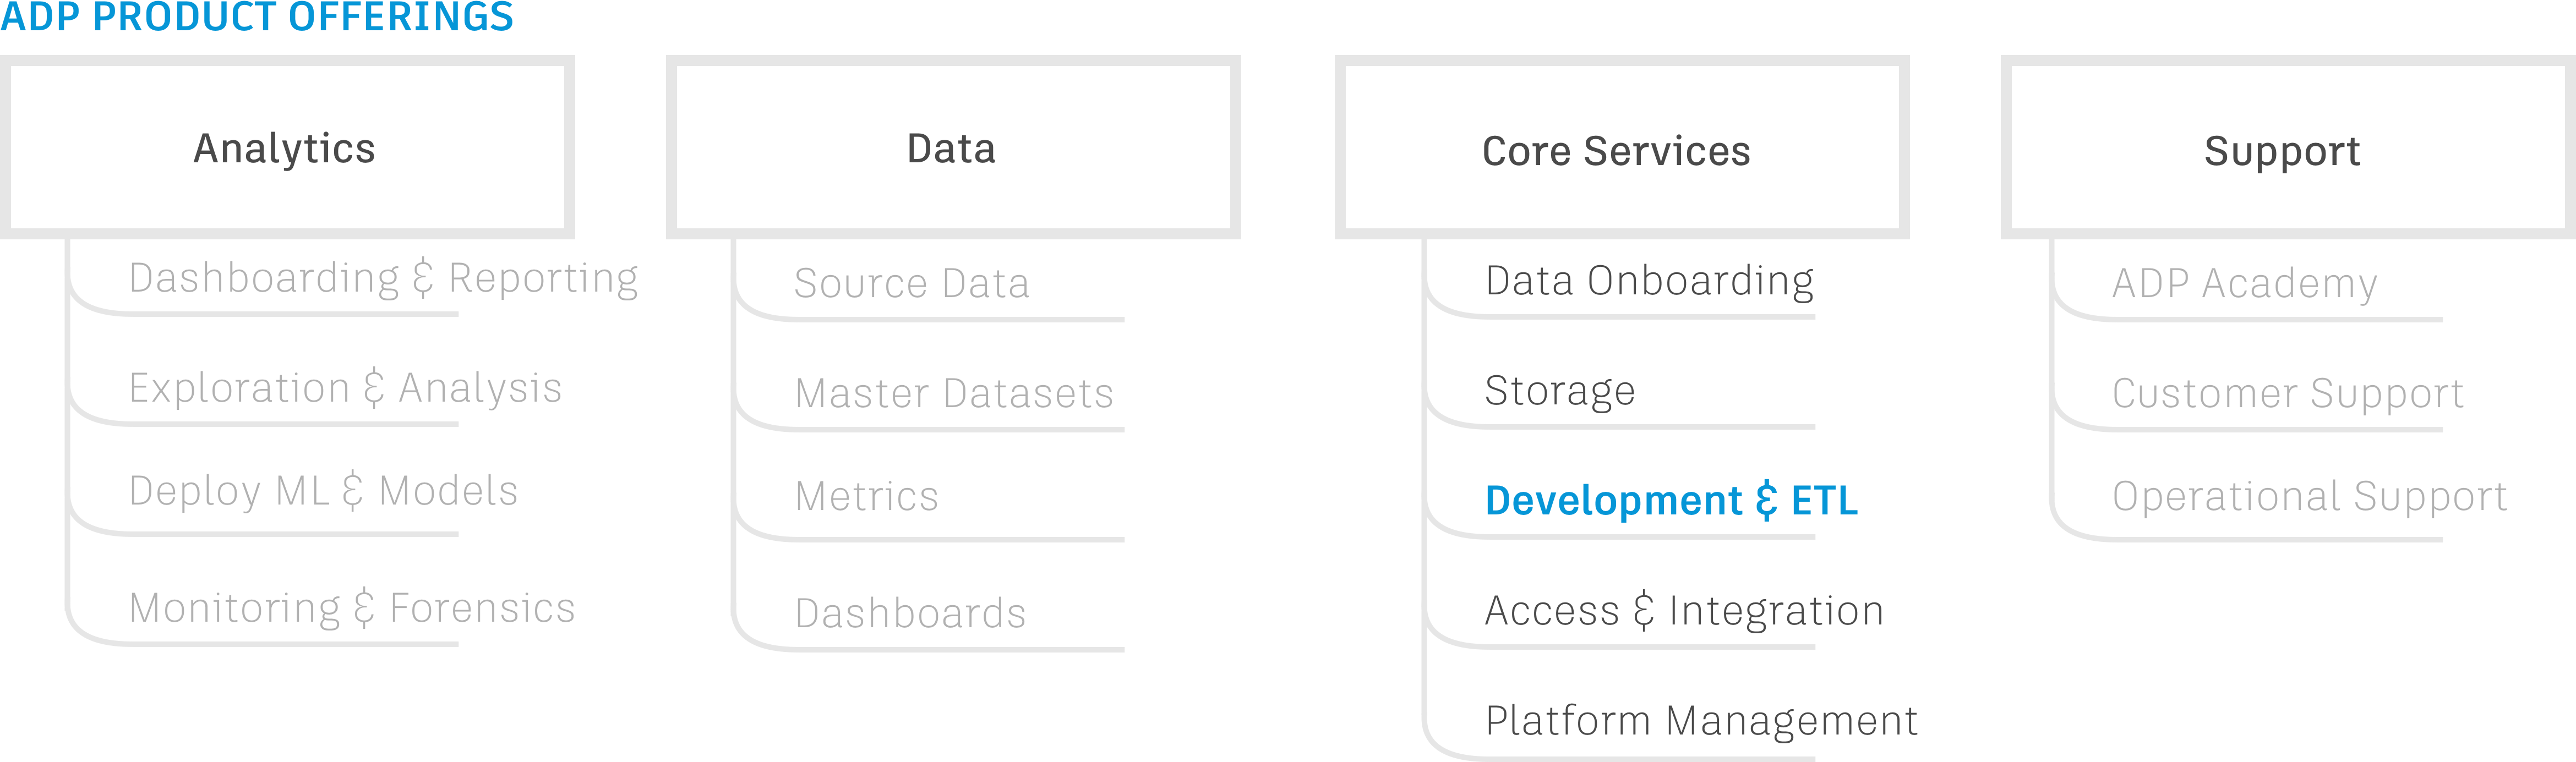 ADP PRODUCT OFFERINGS
Analytics
Dashboarding & Reporting
Exploration & Analysis
Deploy ML & Models
Monitoring & Forensics
Data
Source Data
Master Datasets
Metrics
Dashboards
Core Services
Data Onboarding
Storage
Development & ETL
Access & Integration
Platform Management
Support
ADP Academy
Customer Support
Operational Support